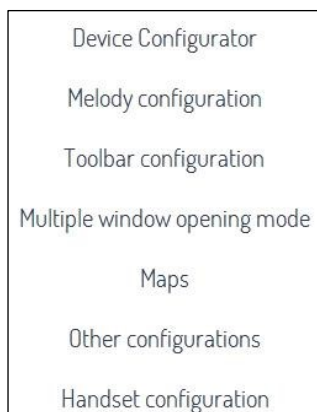 Device Configurator
Melody configuration
Toolbar configuration
Multiple window opening mode
Maps
Other configurations
Handset configuration